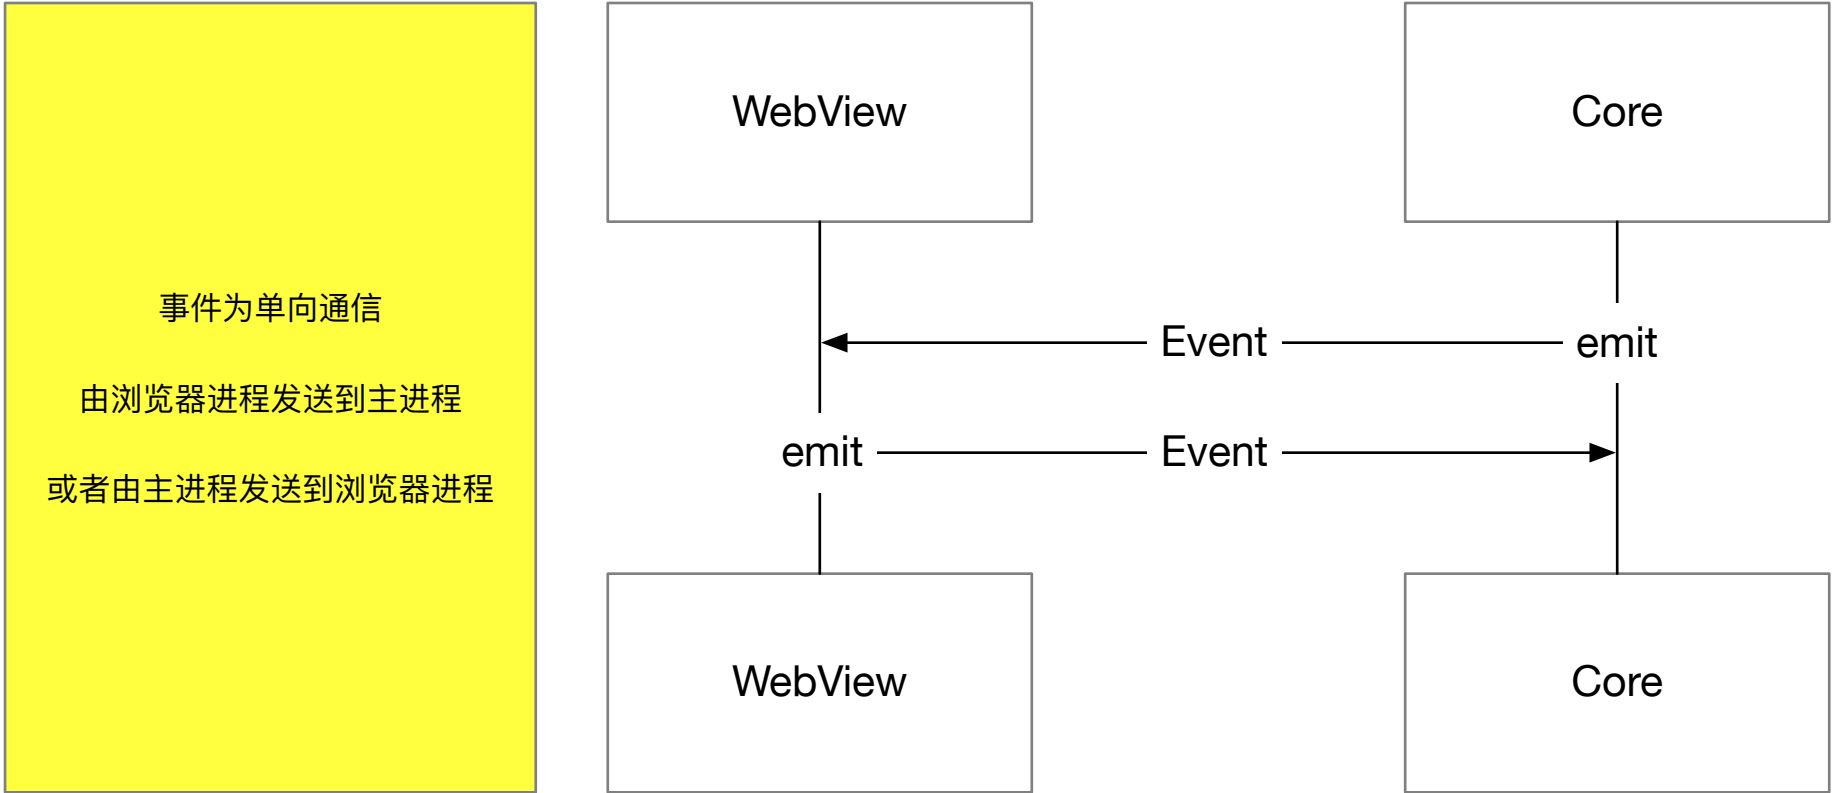 事件为单向通信
由浏览器进程发送到主进程
或者由主进程发送到浏览器进程
WebView
Core
Event
emit
emit
Event
WebView
Core